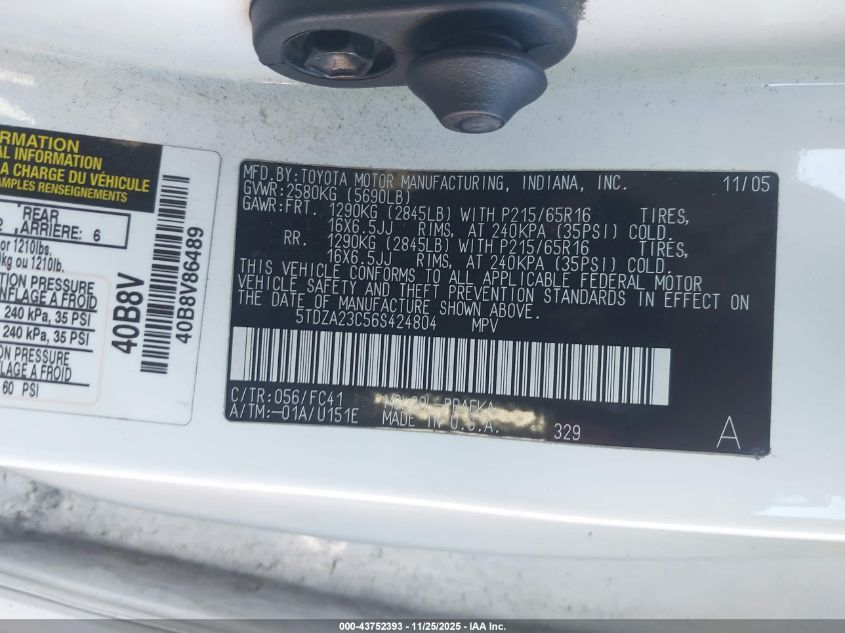 ORMATION
AL INFORMATION
LA CHARGE DU VÉHICULE
AMPLES RENSEIGNEMENTS
REAR
ARRIERE: 6
or 1210lbs.
kg ou 1210lb.
TION PRESSURE
NFLAGE A FROID
240 kPa, 35 PSI
240 kPa, 35 PSI
ION PRESSURE
LAGE A FROID
60 PSI
40B8V
40B8V86489
MFD.BY:TOYOTA MOTOR MANUFACTURING, INDIANA, INC. 11/05
GVWR:2580KG (5690LB)
GAWR:FRT. 1290KG (2845LB) WITH P215/65R16 TIRES,
16X6.5JJ RIMS, AT 240KPA (35PSI) COLD.
RR. 1290KG (2845LB) WITH P215/65R16 TIRES,
16X6.5JJ RIMS, AT 240KPA (35PSI) COLD.
THIS VEHICLE CONFORMS TO ALL APPLICABLE FEDERAL MOTOR
VEHICLE SAFETY AND THEFT PREVENTION STANDARDS IN EFFECT ON
THE DATE OF MANUFACTURE SHOWN ABOVE.
5TDZA23C56S424804 MPV
C/TR:056/FC41
A/TM:-01A/U151E MADE IN U.S.A. 329 A
000-43752393 - 11/25/2025 - IAA Inc.